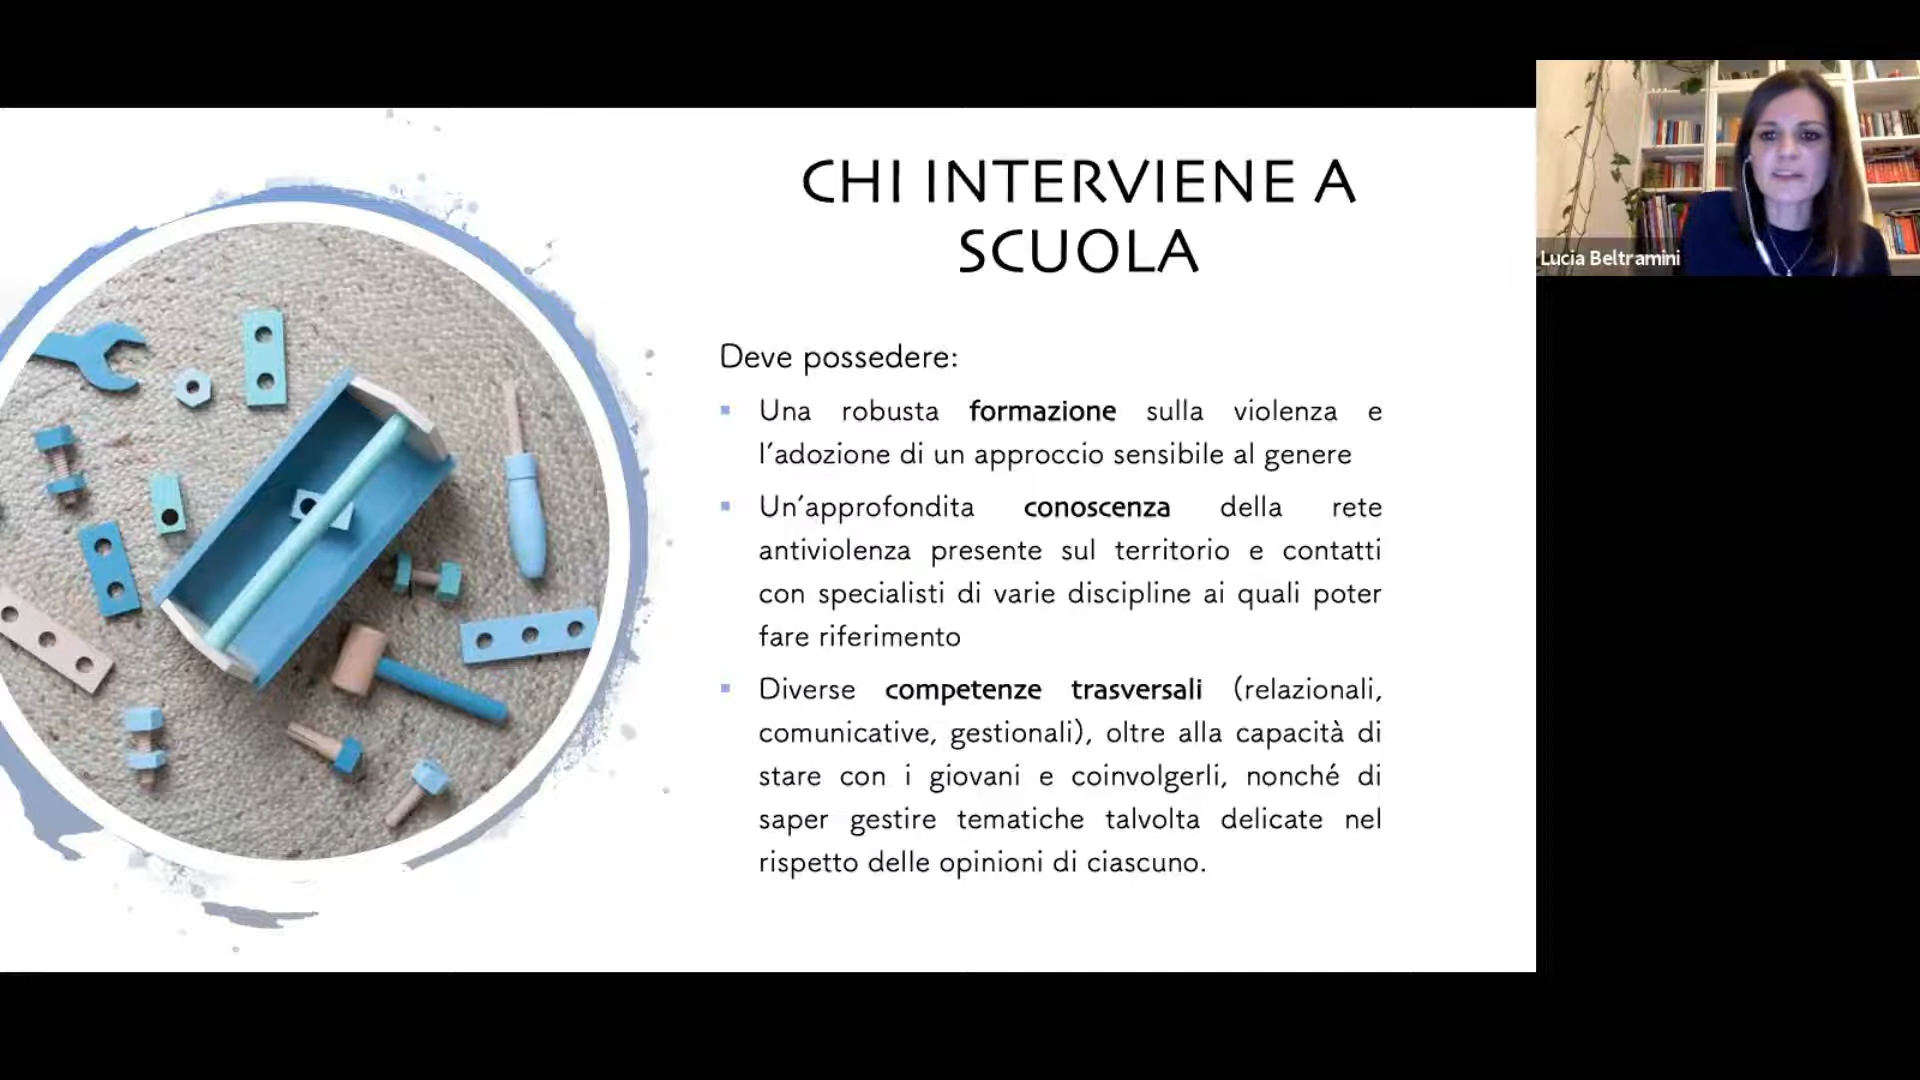 CHI INTERVIENE A
SCUOLA
Deve possedere:
Una robusta formazione sulla violenza e
l’adozione di un approccio sensibile al genere
Un’approfondita conoscenza della rete
antiviolenza presente sul territorio e contatti
con specialisti di varie discipline ai quali poter
fare riferimento
Diverse competenze trasversali (relazionali,
comunicative, gestionali), oltre alla capacità di
stare con i giovani e coinvolgerli, nonché di
saper gestire tematiche talvolta delicate nel
rispetto delle opinioni di ciascuno.
Lucia Beltramini